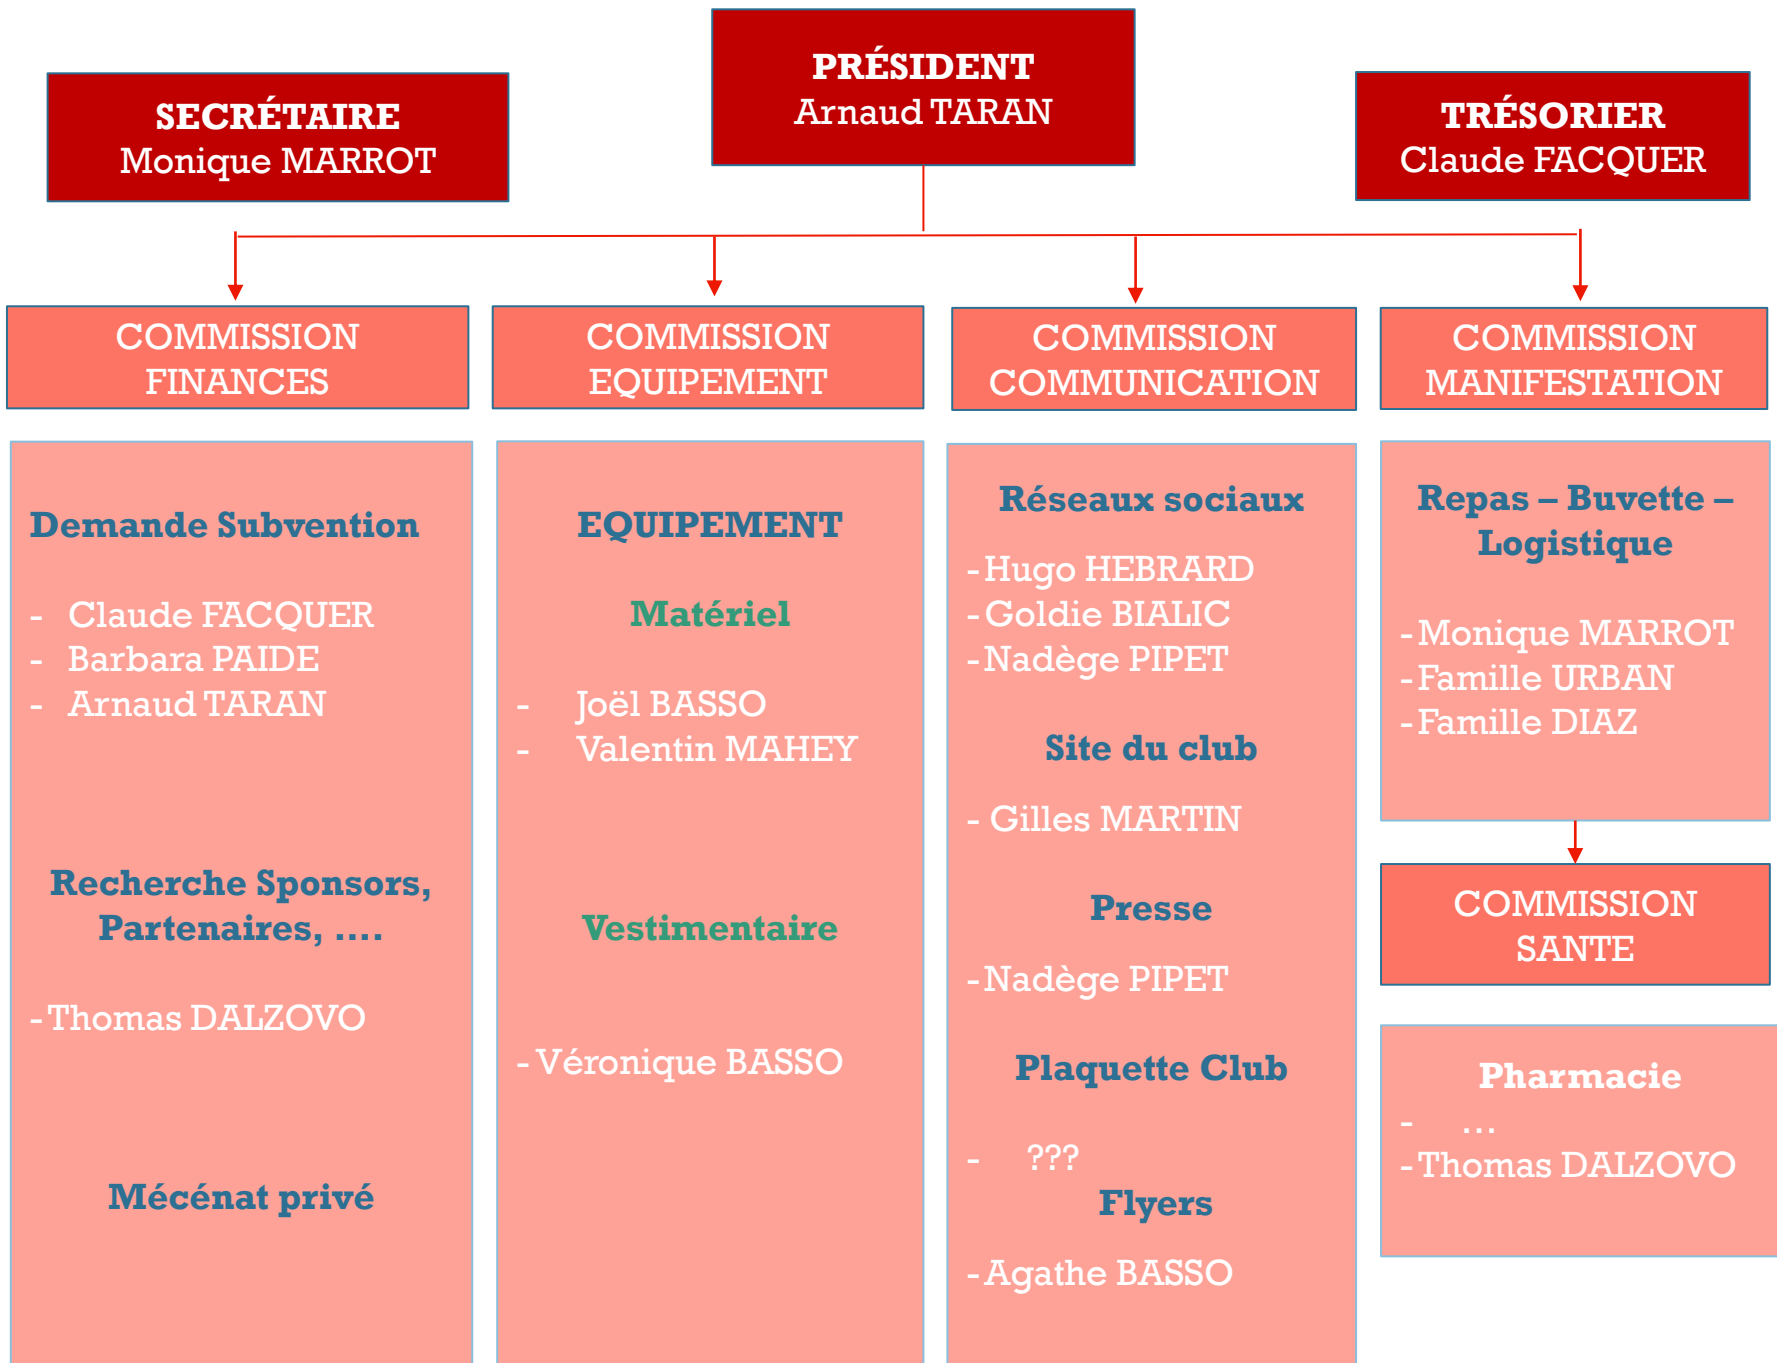 PRÉSIDENT
Arnaud TARAN
SECRÉTAIRE
Monique MARROT
TRÉSORIER
Claude FACQUER
COMMISSION
FINANCES
COMMISSION
EQUIPEMENT
COMMISSION
COMMUNICATION
COMMISSION
MANIFESTATION
Demande Subvention
- Claude FACQUER
- Barbara PAIDE
- Arnaud TARAN
Recherche Sponsors,
Partenaires, ....
- Thomas DALZOVO
Mécénat privé
EQUIPEMENT
Matériel
- Joël BASSO
- Valentin MAHEY
Vestimentaire
- Véronique BASSO
Réseaux sociaux
- Hugo HEBRARD
- Goldie BIALIC
- Nadège PIPET
Site du club
- Gilles MARTIN
Presse
- Nadège PIPET
Plaquette Club
- ???
Flyers
- Agathe BASSO
Repas – Buvette –
Logistique
- Monique MARROT
- Famille URBAN
- Famille DIAZ
COMMISSION
SANTE
Pharmacie
- …
- Thomas DALZOVO